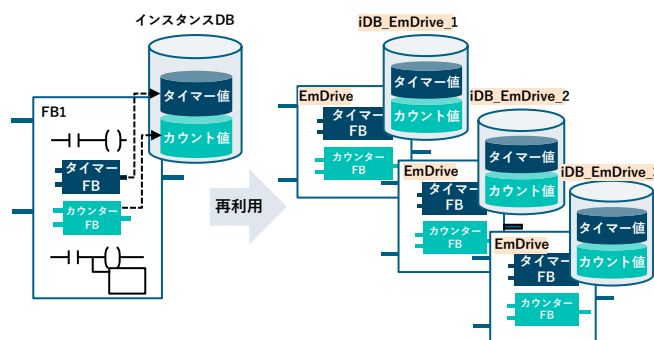 インスタンスDB
タイマー値
カウント値
FB1
タイマー
FB
カウンター
FB
再利用
iDB_EmDrive_1
タイマー値
カウント値
EmDrive
タイマー
FB
カウンター
FB
iDB_EmDrive_2
タイマー値
カウント値
EmDrive
タイマー
FB
カウンター
FB
iDB_EmDrive_3
タイマー値
カウント値
EmDrive
タイマー
FB
カウンター
FB